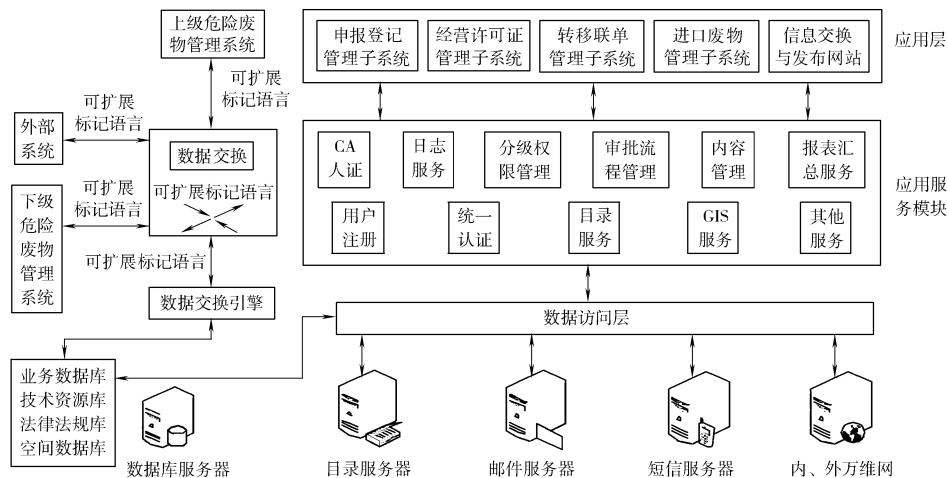 上级危险废
物管理系统
可扩展
标记语言
外部
系统
可扩展
标记语言
数据交换
可扩展标记语言
下级
危险
废物
管理
系统
可扩展
标记语言
可扩展标记语言
数据交换引擎
业务数据库
技术资源库
法律法规库
空间数据库
数据库服务器
申报登记
管理子系统
经营许可证
管理子系统
转移联单
管理子系统
进口废物
管理子系统
信息交换
与发布网站
应用层
CA
人证
日志
服务
分级权
限管理
审批流
程管理
内容
管理
报表汇
总服务
用户
注册
统一
认证
目录
服务
GIS
服务
其他
服务
应用服
务模块
数据访问层
目录服务器
邮件服务器
短信服务器
内、外万维网